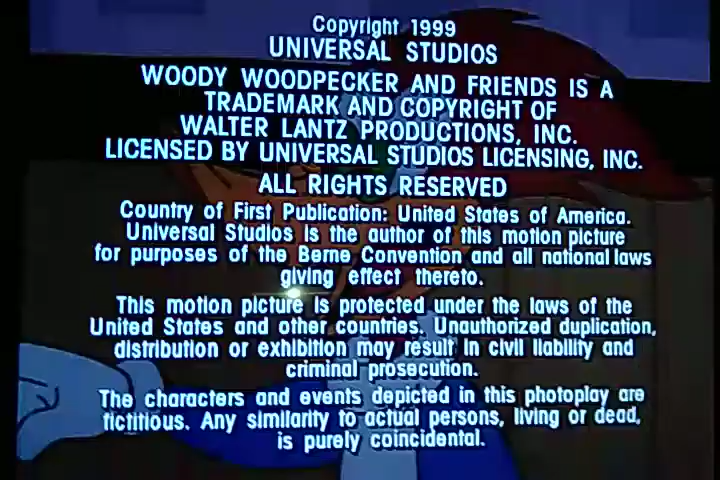 Copyright 1999
UNIVERSAL STUDIOS
WOODY WOODPECKER AND FRIENDS IS A
TRADEMARK AND COPYRIGHT OF
WALTER LANTZ PRODUCTIONS, INC.
LICENSED BY UNIVERSAL STUDIOS LICENSING, INC.
ALL RIGHTS RESERVED
Country of First Publication: United States of America.
Universal Studios is the author of this motion picture
for purposes of the Berne Convention and all national laws
giving effect thereto.
This motion picture is protected under the laws of the
United States and other countries. Unauthorized duplication,
distribution or exhibition may result in civil liability and
criminal prosecution.
The characters and events depicted in this photoplay are
fictitious. Any similarity to actual persons, living or dead,
is purely coincidental.